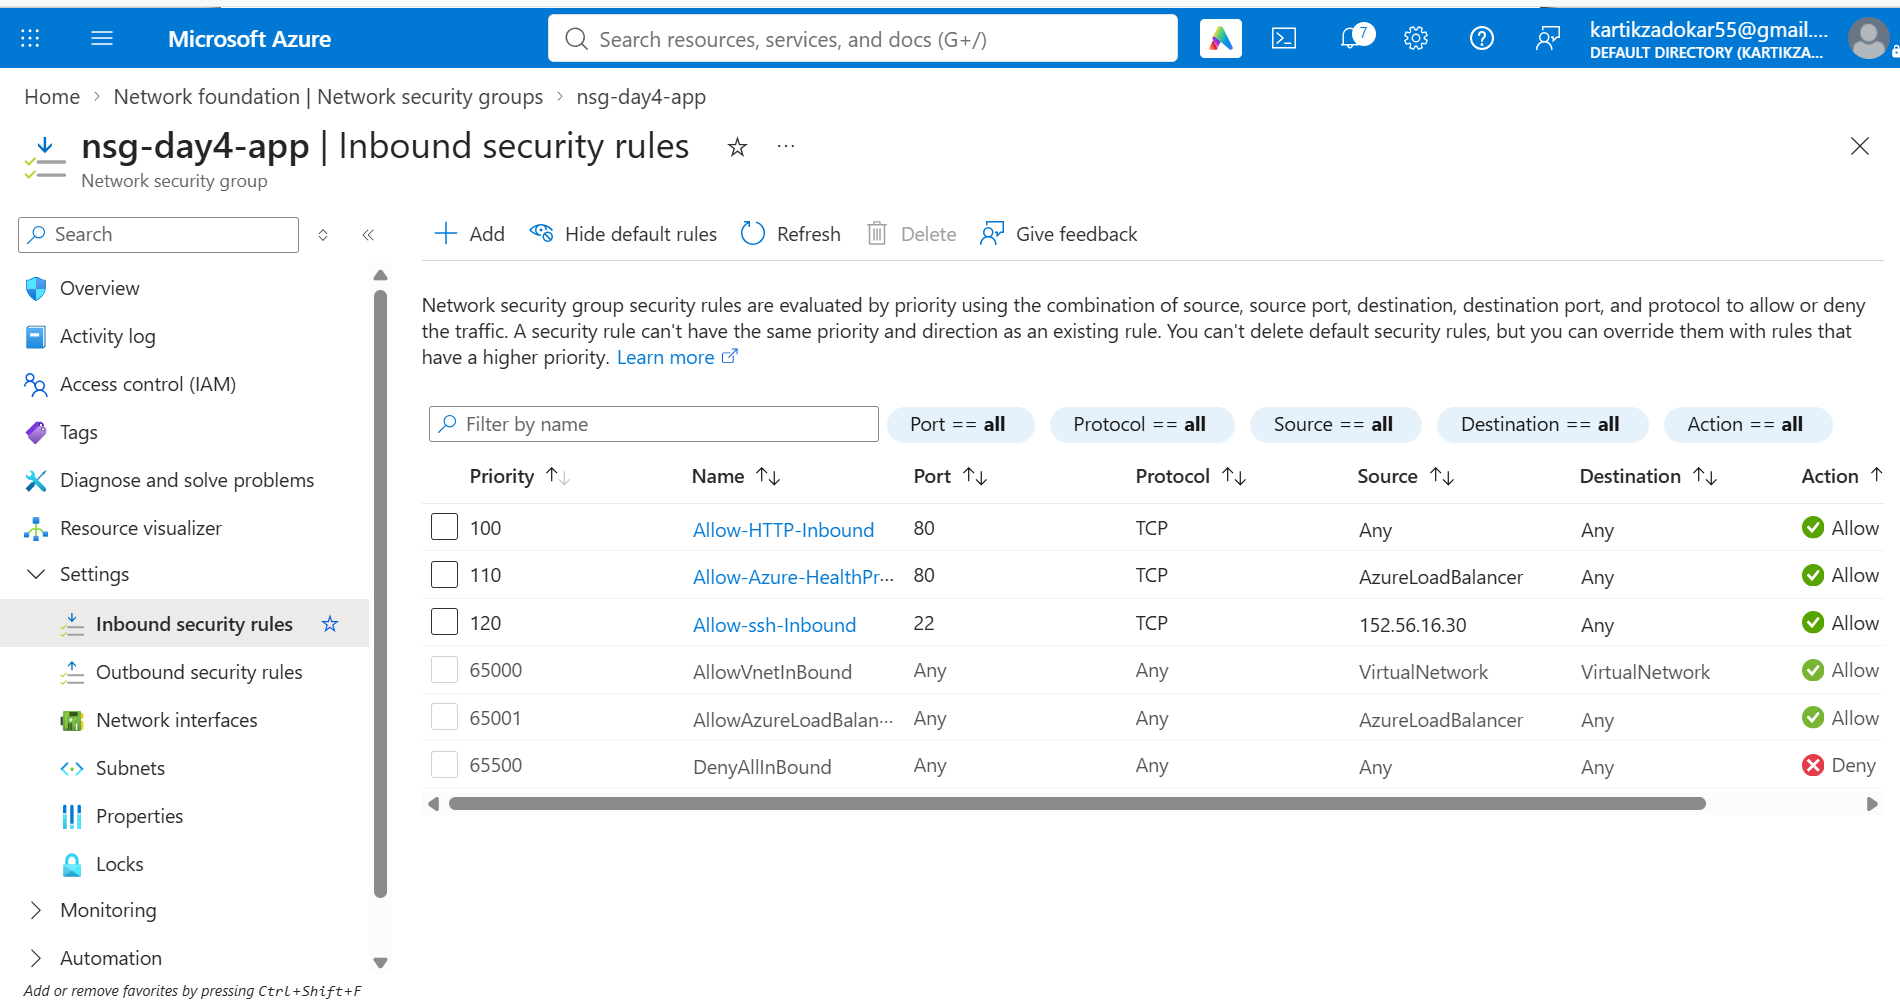 Microsoft Azure
Search resources, services, and docs (G+/)
7
kartikzadokar55@gmail....
DEFAULT DIRECTORY (KARTIKZA...
Home > Network foundation | Network security groups > nsg-day4-app
nsg-day4-app | Inbound security rules
Network security group
Search
Overview
Activity log
Access control (IAM)
Tags
Diagnose and solve problems
Resource visualizer
Settings
Inbound security rules
Outbound security rules
Network interfaces
Subnets
Properties
Locks
Monitoring
Automation
Add or remove favorites by pressing Ctrl+Shift+F
Add Hide default rules Refresh Delete Give feedback
Network security group security rules are evaluated by priority using the combination of source, source port, destination, destination port, and protocol to allow or deny
the traffic. A security rule can't have the same priority and direction as an existing rule. You can't delete default security rules, but you can override them with rules that
have a higher priority. Learn more
Filter by name Port == all Protocol == all Source == all Destination == all Action == all
Priority Name Port Protocol Source Destination Action
100 Allow-HTTP-Inbound 80 TCP Any Any Allow
110 Allow-Azure-HealthPr... 80 TCP AzureLoadBalancer Any Allow
120 Allow-ssh-Inbound 22 TCP 152.56.16.30 Any Allow
65000 AllowVnetInBound Any Any VirtualNetwork VirtualNetwork Allow
65001 AllowAzureLoadBalan... Any Any AzureLoadBalancer Any Allow
65500 DenyAllInBound Any Any Any Any Deny